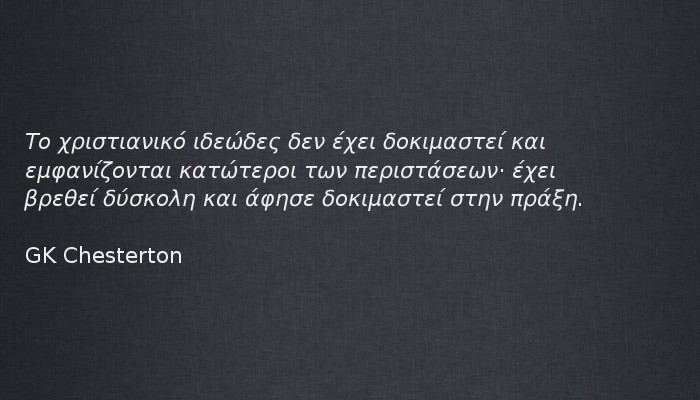 Το χριστιανικό ιδεώδες δεν έχει δοκιμαστεί και
εμφανίζονται κατώτεροι των περιστάσεων· έχει
βρεθεί δύσκολη και άφησε δοκιμαστεί στην πράξη.
GK Chesterton